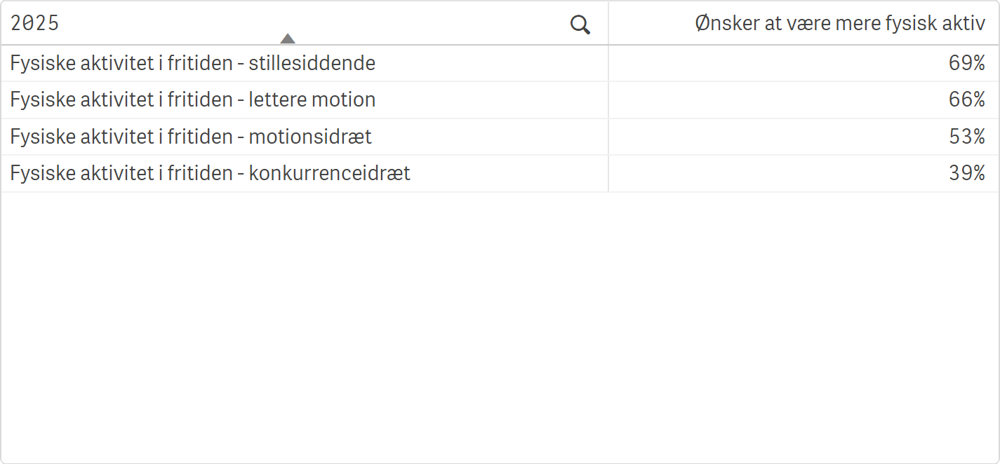 2025 Ønsker at være mere fysisk aktiv
Fysiske aktivitet i fritiden - stillesiddende 69%
Fysiske aktivitet i fritiden - lettere motion 66%
Fysiske aktivitet i fritiden - motionsidræt 53%
Fysiske aktivitet i fritiden - konkurrenceidræt 39%